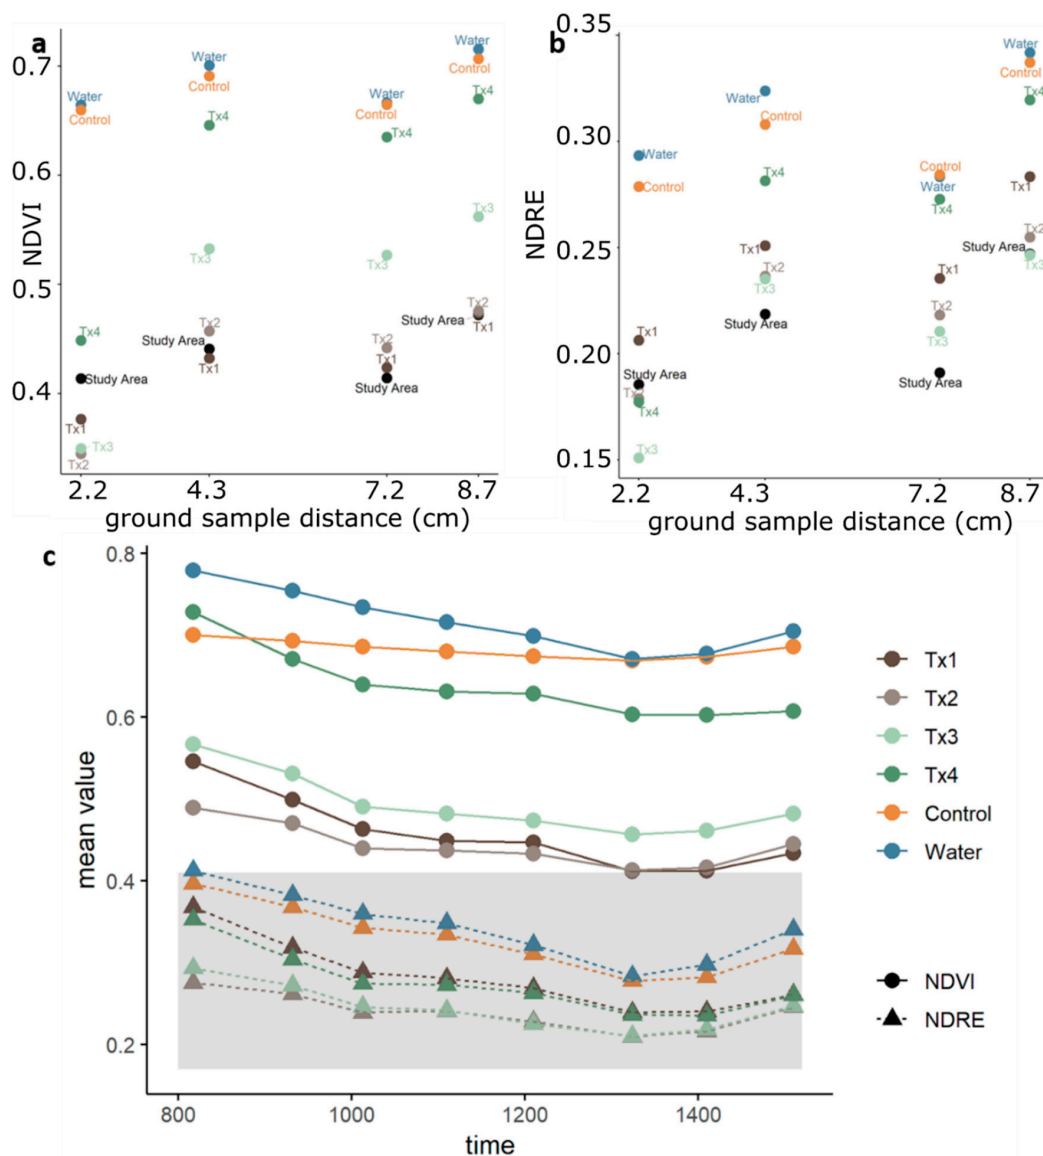 a
NDVI
0.7
0.6
0.5
0.4
Water
Control
Tx4
Study Area
Tx1
Tx3
Tx2
Water
Control
Tx4
Tx3
Tx2
Study Area
Tx1
Water
Control
Tx4
Tx3
Tx2
Tx1
Study Area
Water
Control
Tx4
Tx3
Tx2
Study Area
Tx1
2.2 4.3 7.2 8.7
ground sample distance (cm)
b
NDRE
0.35
0.30
0.25
0.20
0.15
Water
Control
Tx1
Study Area
Tx4
Tx3
Water
Control
Tx4
Tx1
Tx2
Tx3
Study Area
Control
Water
Tx4
Tx1
Tx2
Tx3
Study Area
Water
Control
Tx4
Tx1
Tx2
Study Area
Tx3
2.2 4.3 7.2 8.7
ground sample distance (cm)
c
mean value
0.8
0.6
0.4
0.2
800 1000 1200 1400
time
Tx1
Tx2
Tx3
Tx4
Control
Water
NDVI
NDRE